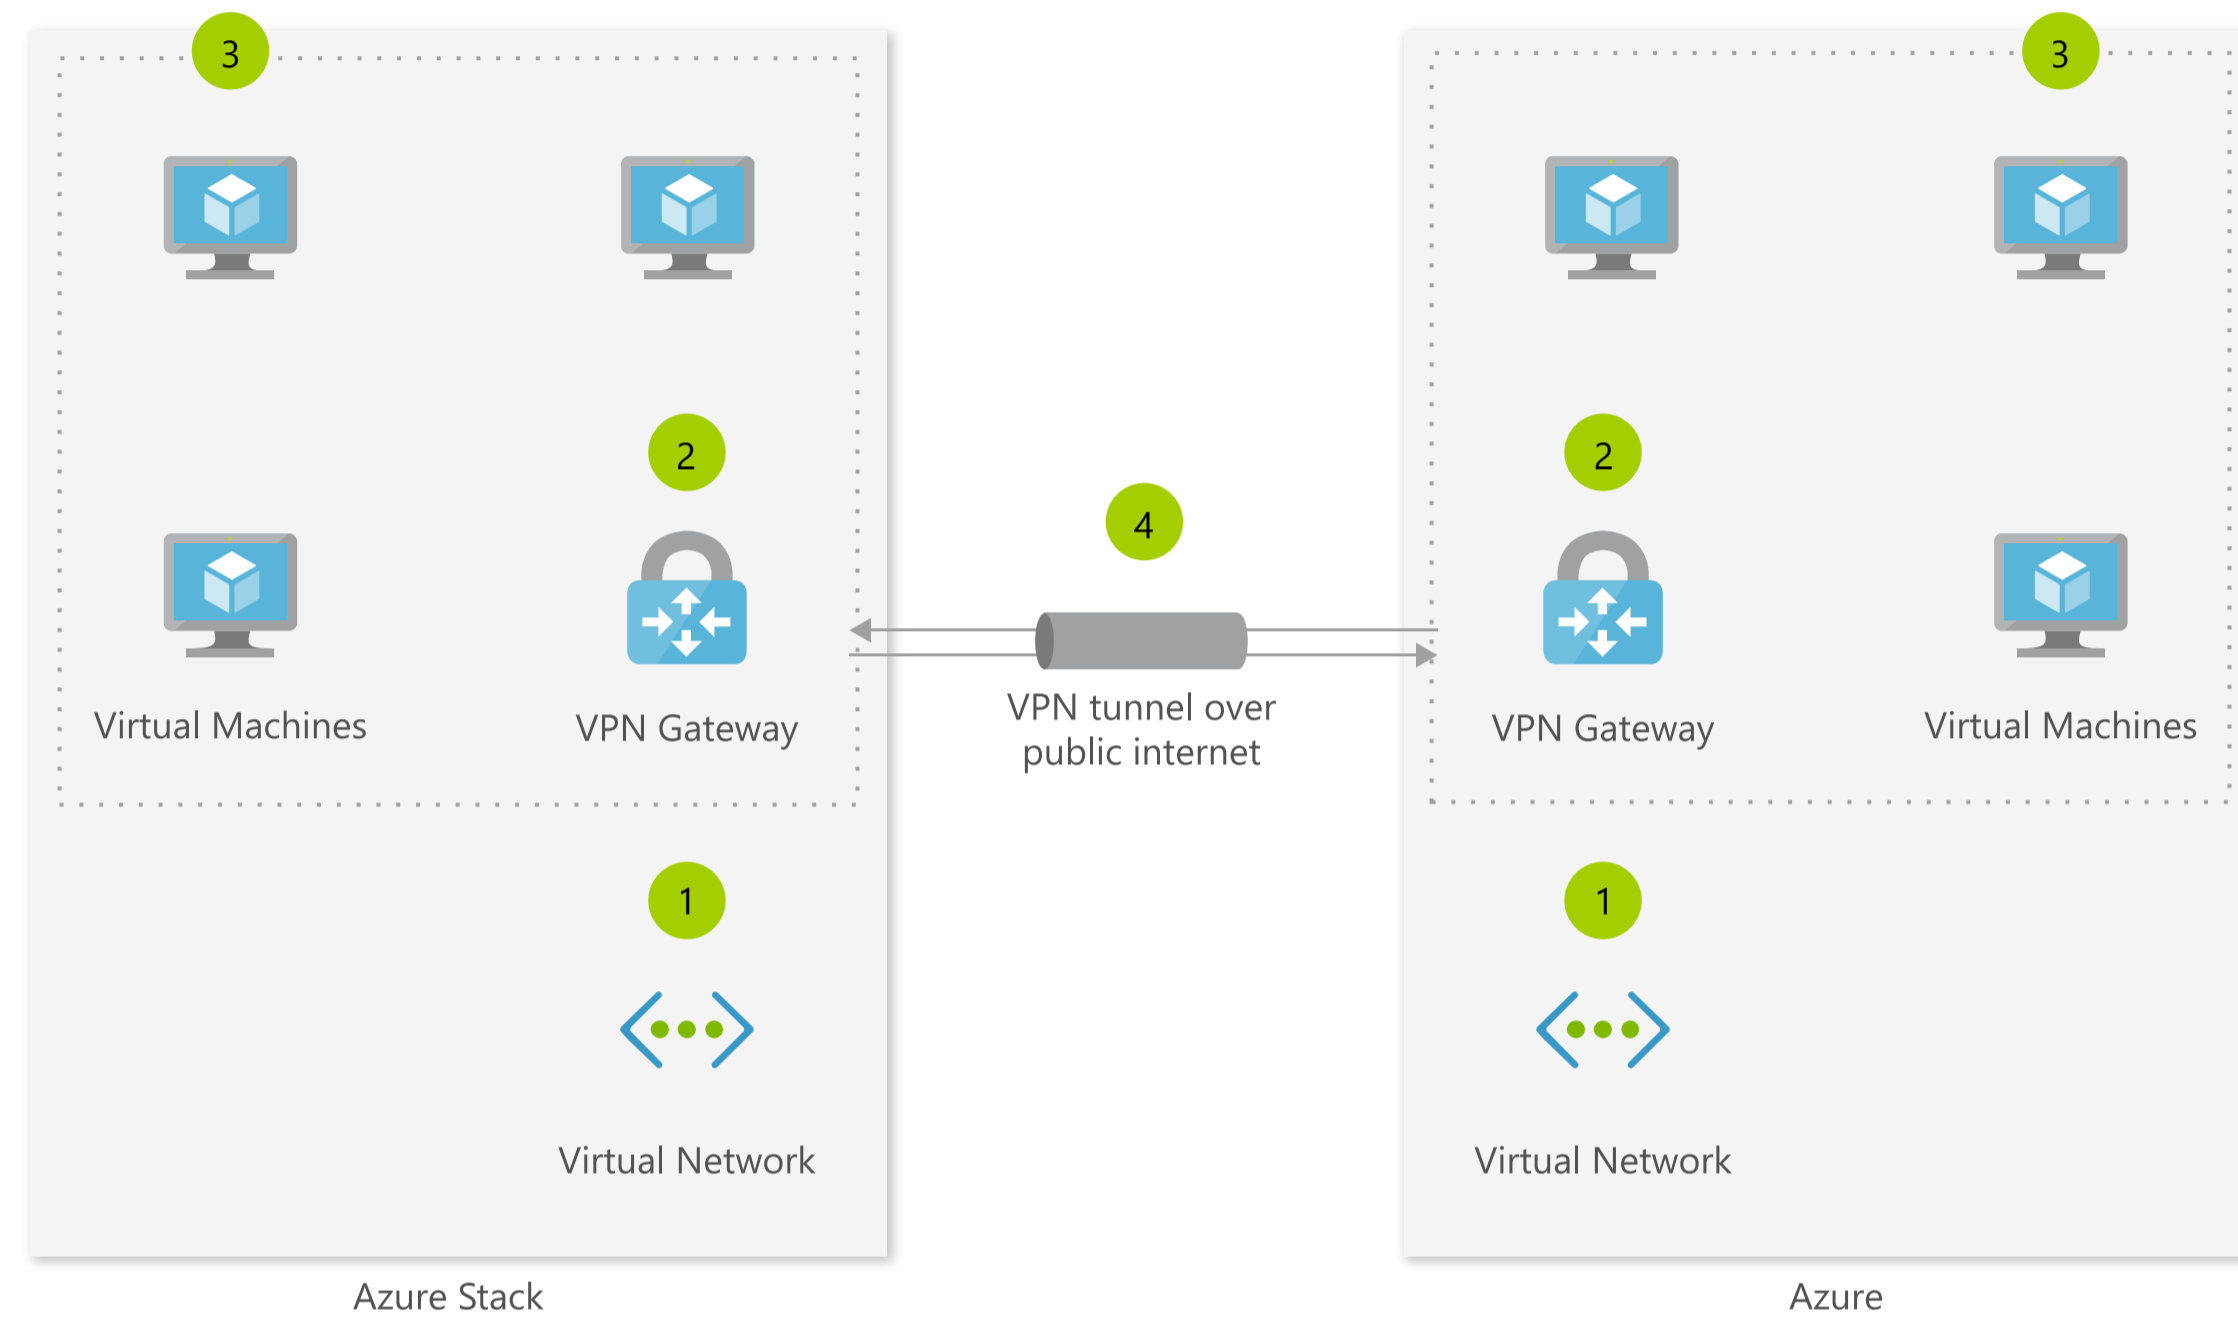 3
3
2
2
4
Virtual Machines
VPN Gateway
VPN tunnel over
public internet
VPN Gateway
Virtual Machines
1
1
Virtual Network
Virtual Network
Azure Stack
Azure